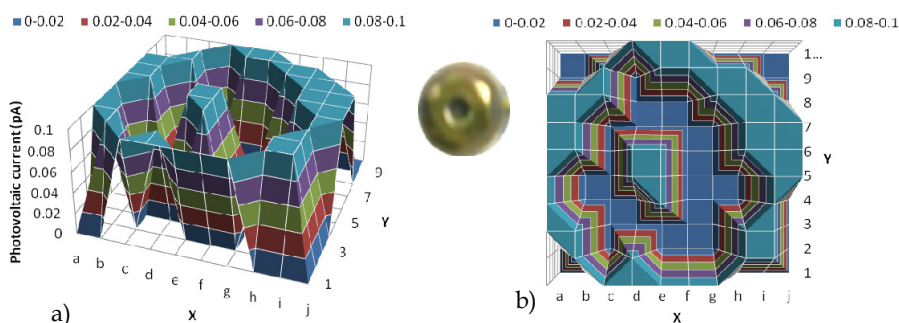 0-0.02 0.02-0.04 0.04-0.06 0.06-0.08 0.08-0.1
Photovoltaic current (pA)
0.1
0.08
0.06
0.04
0.02
0
a b c d e f g h i j
X
1
3
5
7
9
Y
a)
0-0.02 0.02-0.04 0.04-0.06 0.06-0.08 0.08-0.1
1...
9
8
7
6
5
4
3
2
1
Y
a b c d e f g h i j
X
b)